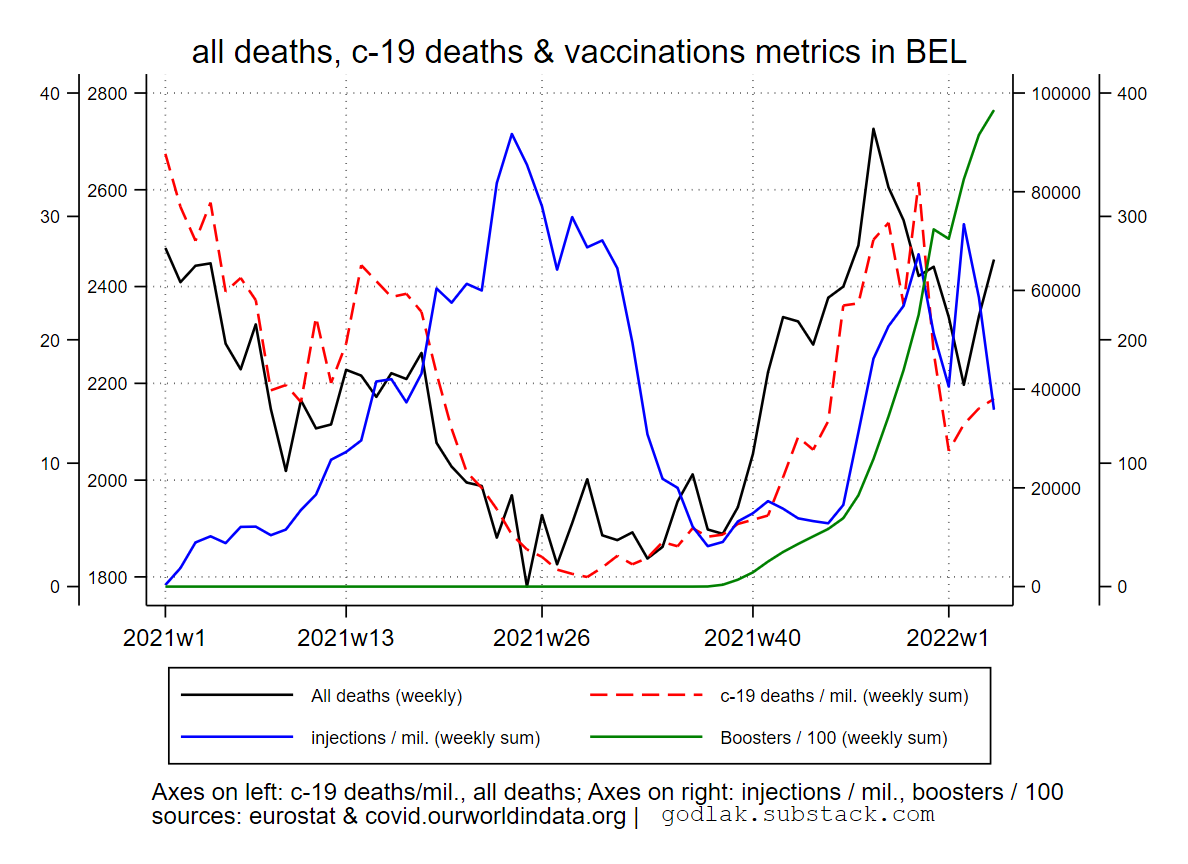 all deaths, c-19 deaths & vaccinations metrics in BEL
40 2800 100000 400
2600 80000
30 300
2400 60000
20 200
2200 40000
10 2000 20000 100
0 1800 0 0
2021w1 2021w13 2021w26 2021w40 2022w1
All deaths (weekly) c-19 deaths / mil. (weekly sum)
injections / mil. (weekly sum) Boosters / 100 (weekly sum)
Axes on left: c-19 deaths/mil., all deaths; Axes on right: injections / mil., boosters / 100
sources: eurostat & covid.ourworldindata.org | godlak.substack.com